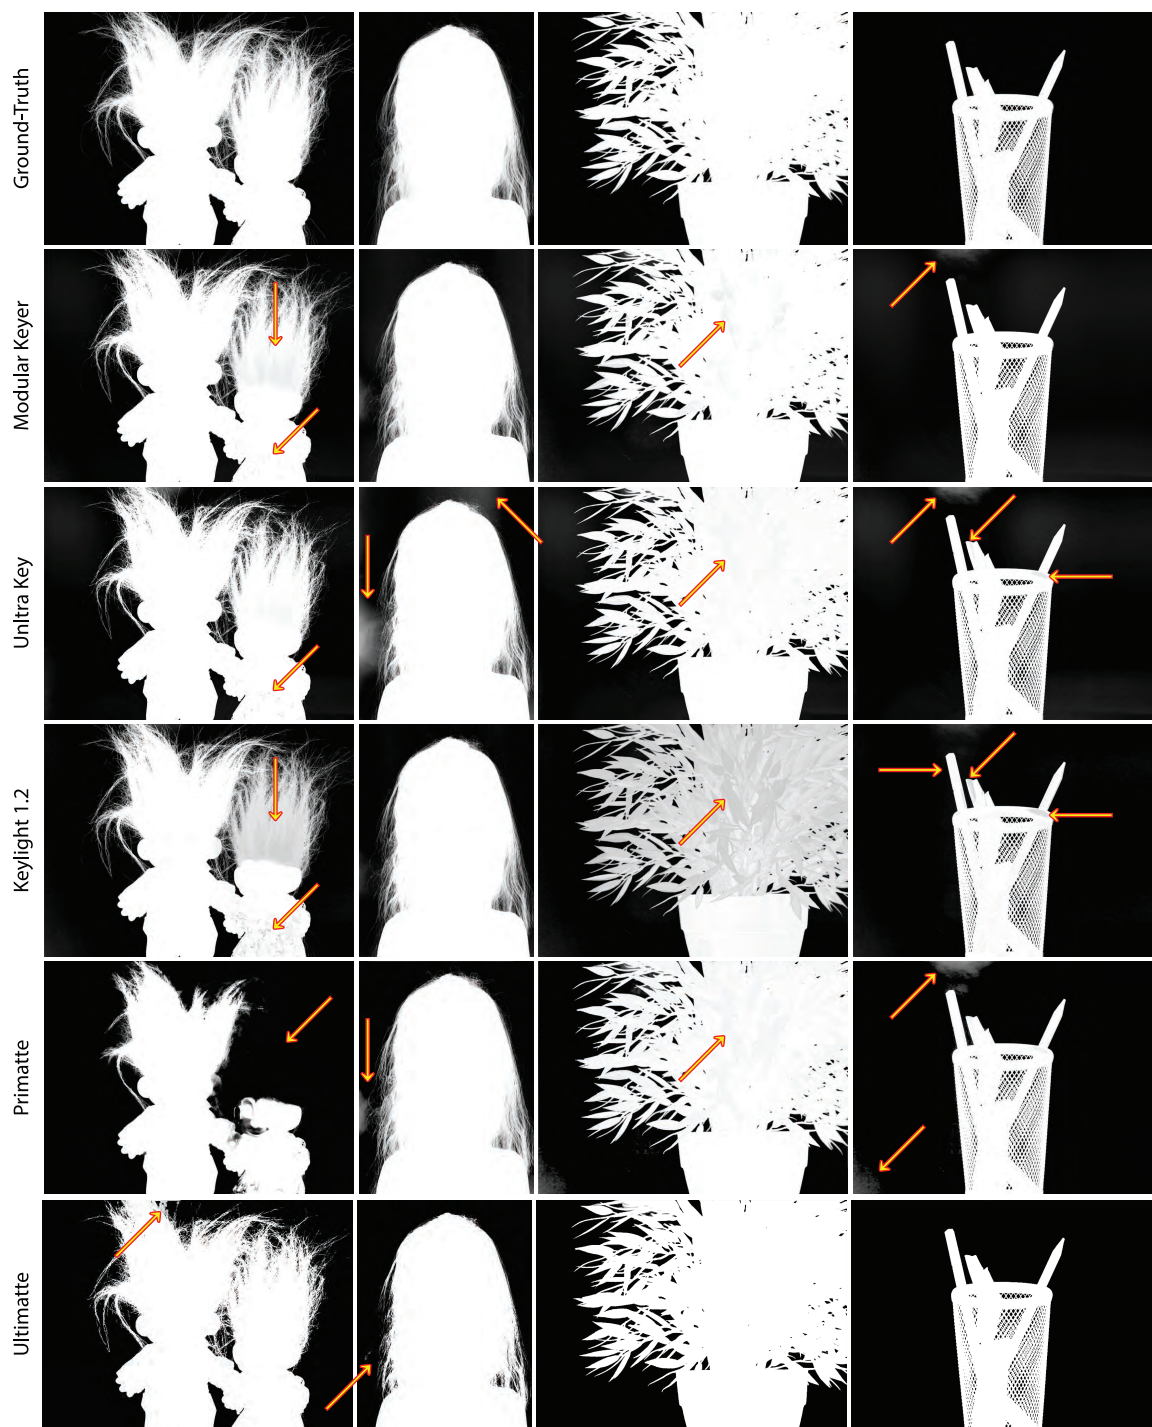 Ground-Truth
Modular Keyer
Unltra Key
Keylight 1.2
Primatte
Ultimatte